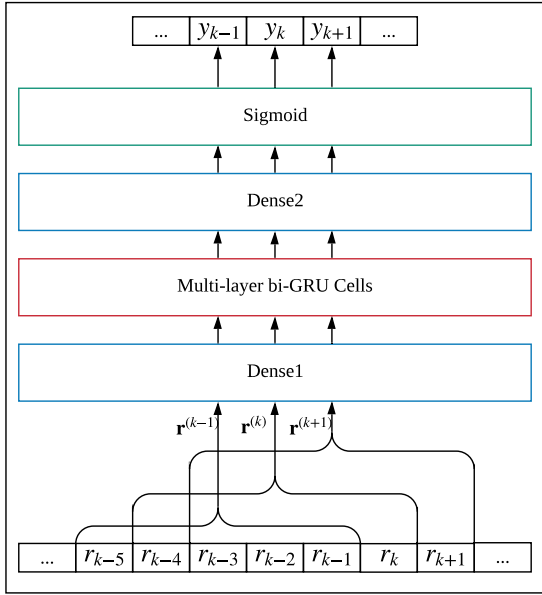 ... y_{k−1} y_k y_{k+1} ...
Sigmoid
Dense2
Multi-layer bi-GRU Cells
Dense1
r^{(k−1)} r^{(k)} r^{(k+1)}
... r_{k−5} r_{k−4} r_{k−3} r_{k−2} r_{k−1} r_k r_{k+1} ...